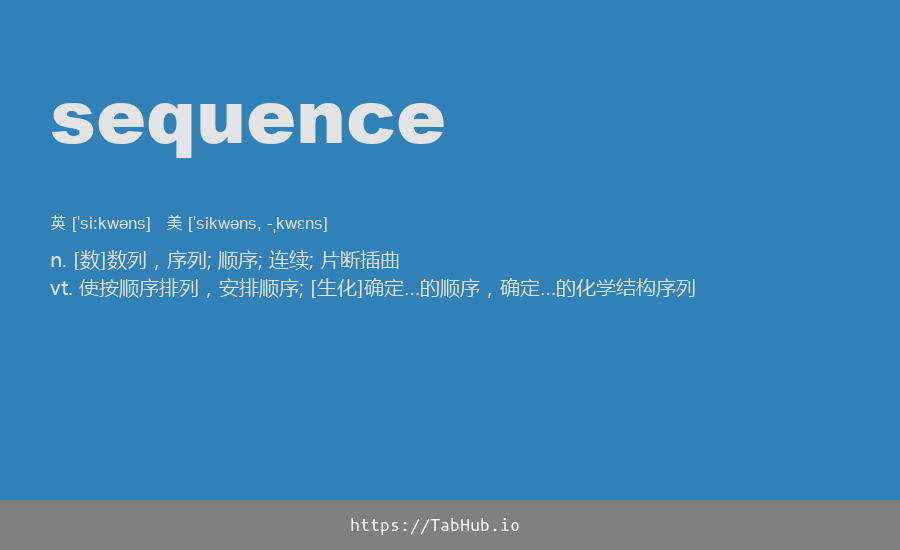 sequence
英 [ˈsi:kwəns] 美 [ˈsikwəns, -ˌkwɛns]
n. [数]数列，序列; 顺序; 连续; 片断插曲
vt. 使按顺序排列，安排顺序; [生化]确定…的顺序，确定…的化学结构序列
https://TabHub.io